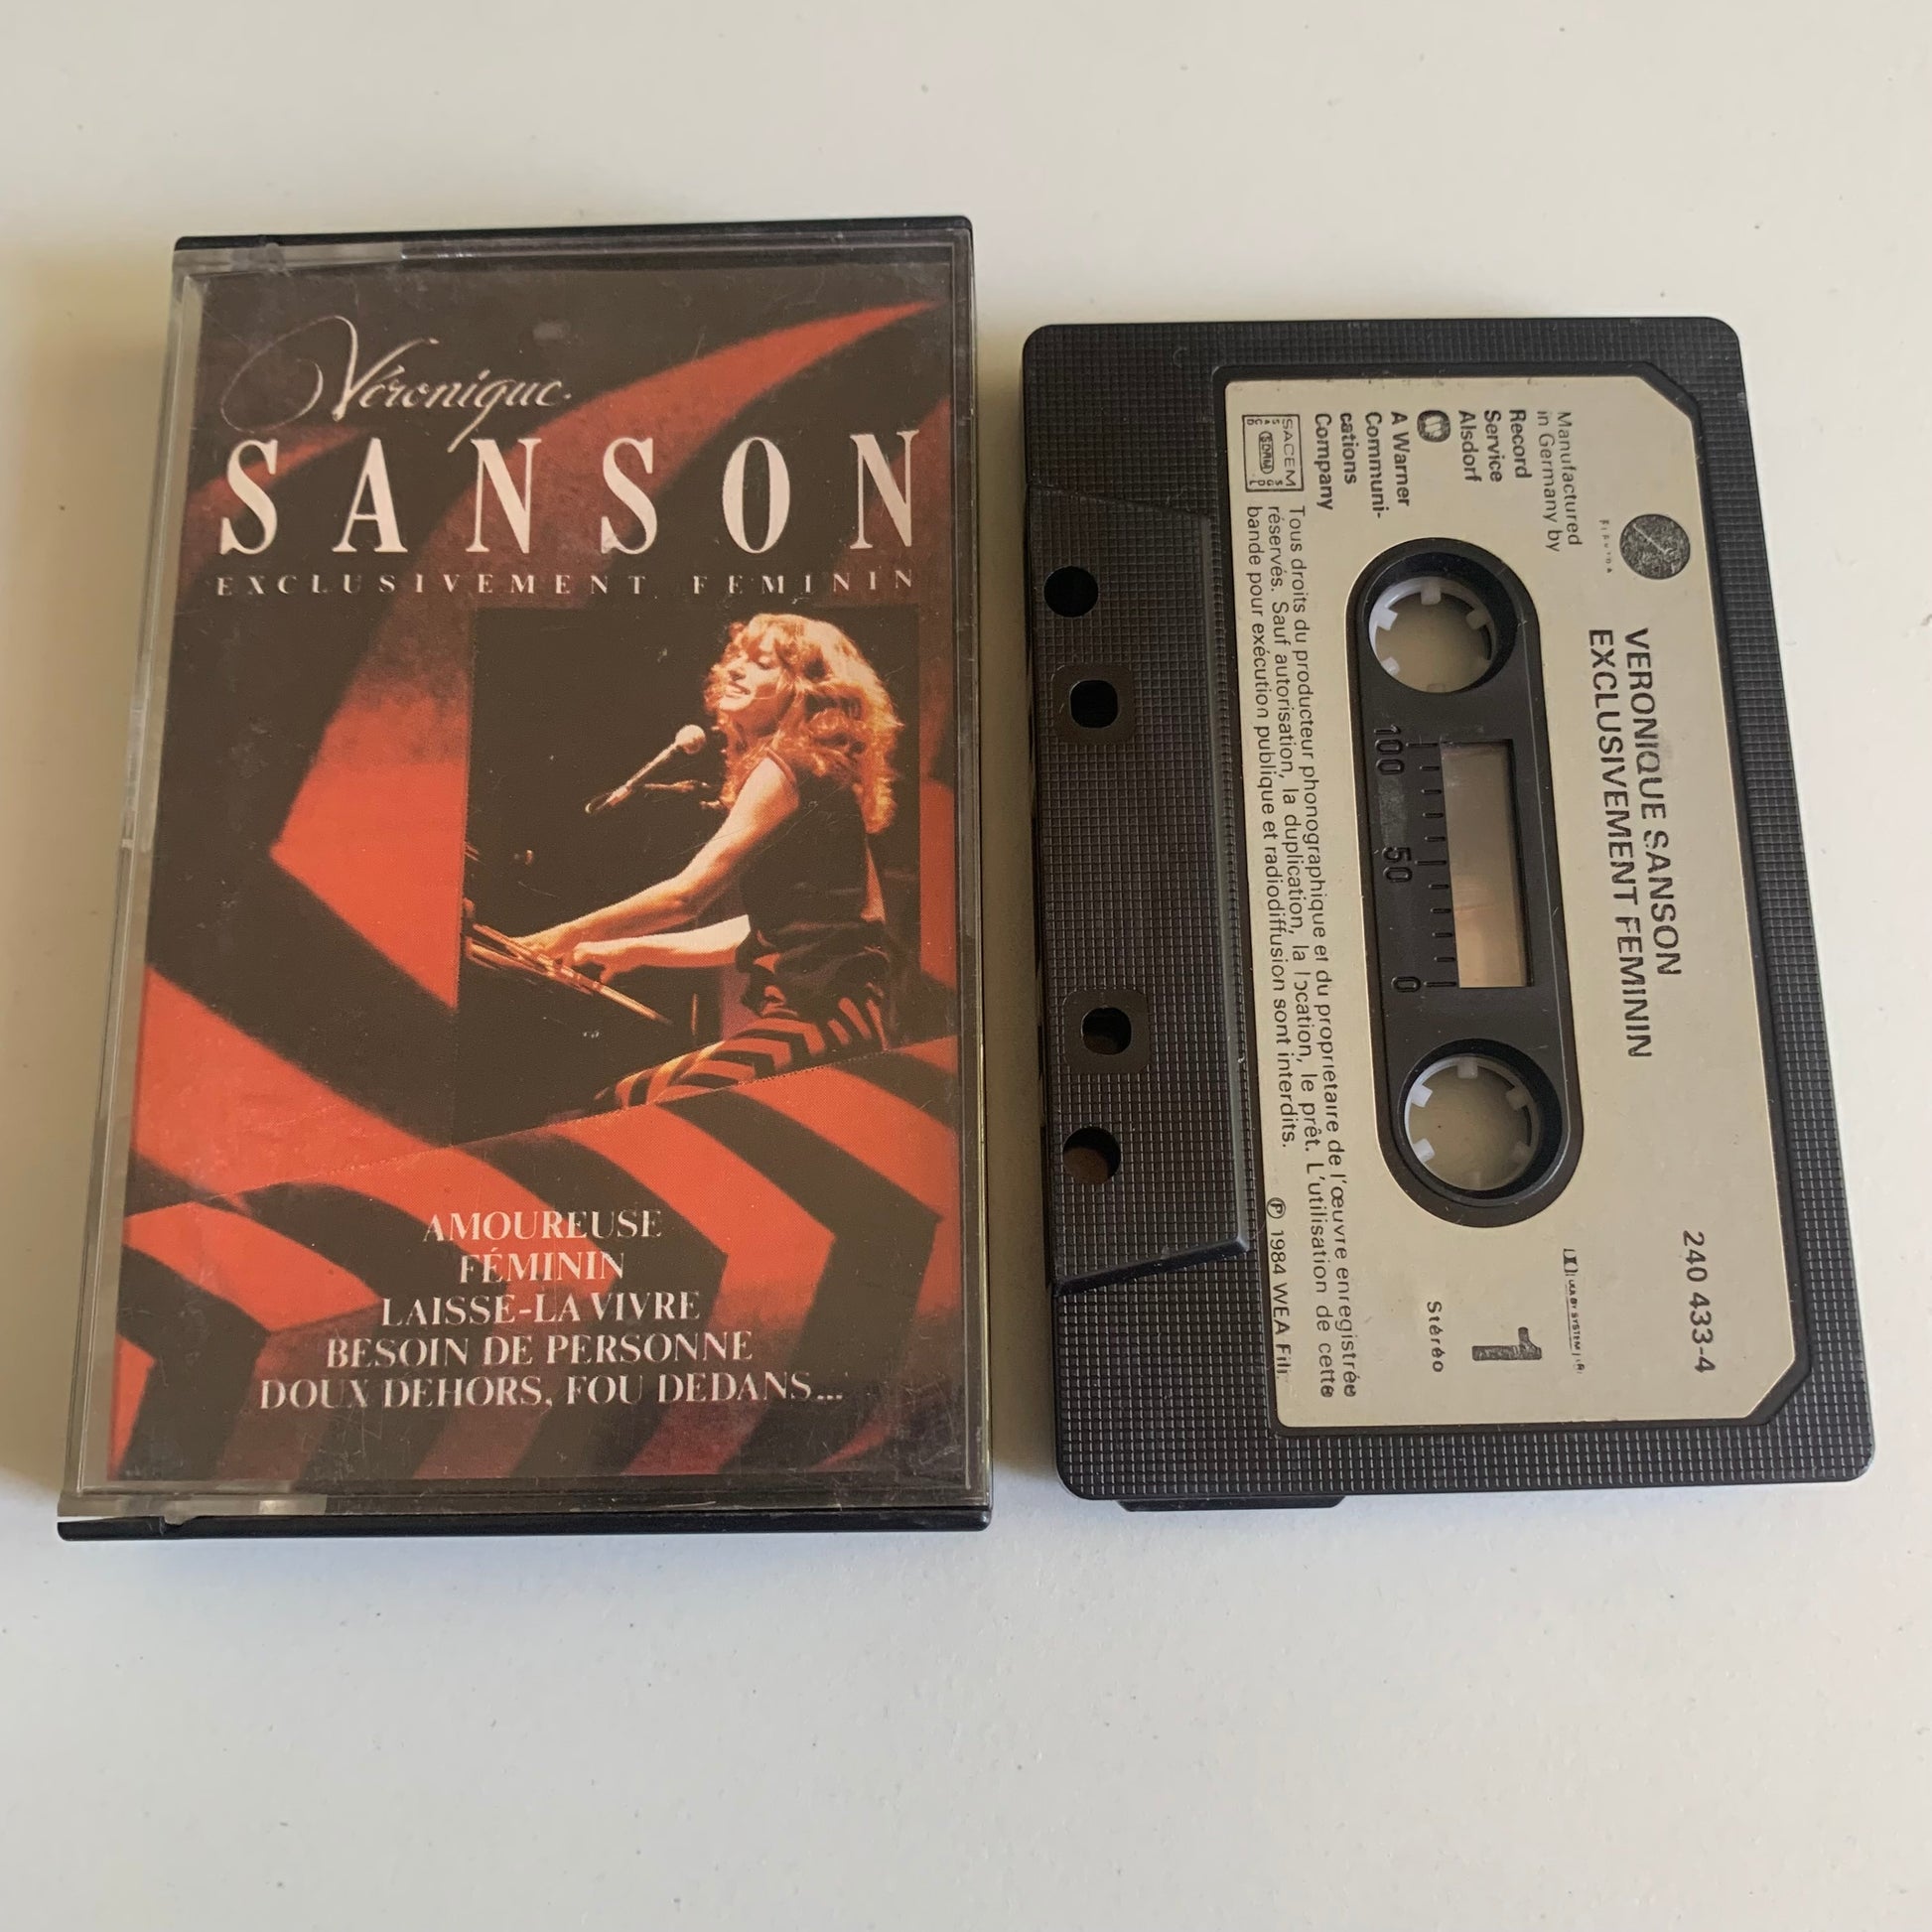 Véronique
SANSON
EXCLUSIVEMENT FEMININ
AMOUREUSE
FÉMININ
LAISSE-LA VIVRE
BESOIN DE PERSONNE
DOUX DEHORS, FOU DEDANS...
VERONIQUE SANSON
EXCLUSIVEMENT FEMININ
240 433-4
Manufactured
in Germany by
Record
Service
Alsdorf
A Warner
Communi-
cations
Company
SACEM
SDRM
1
Stéréo
100 50 0
Tous droits du producteur phonographique et du propriétaire de l'œuvre enregistrée
réservés. Sauf autorisation, la duplication, la location, le prêt. L'utilisation de cette
bande pour exécution publique et radiodiffusion sont interdits.
℗ 1984 WEA